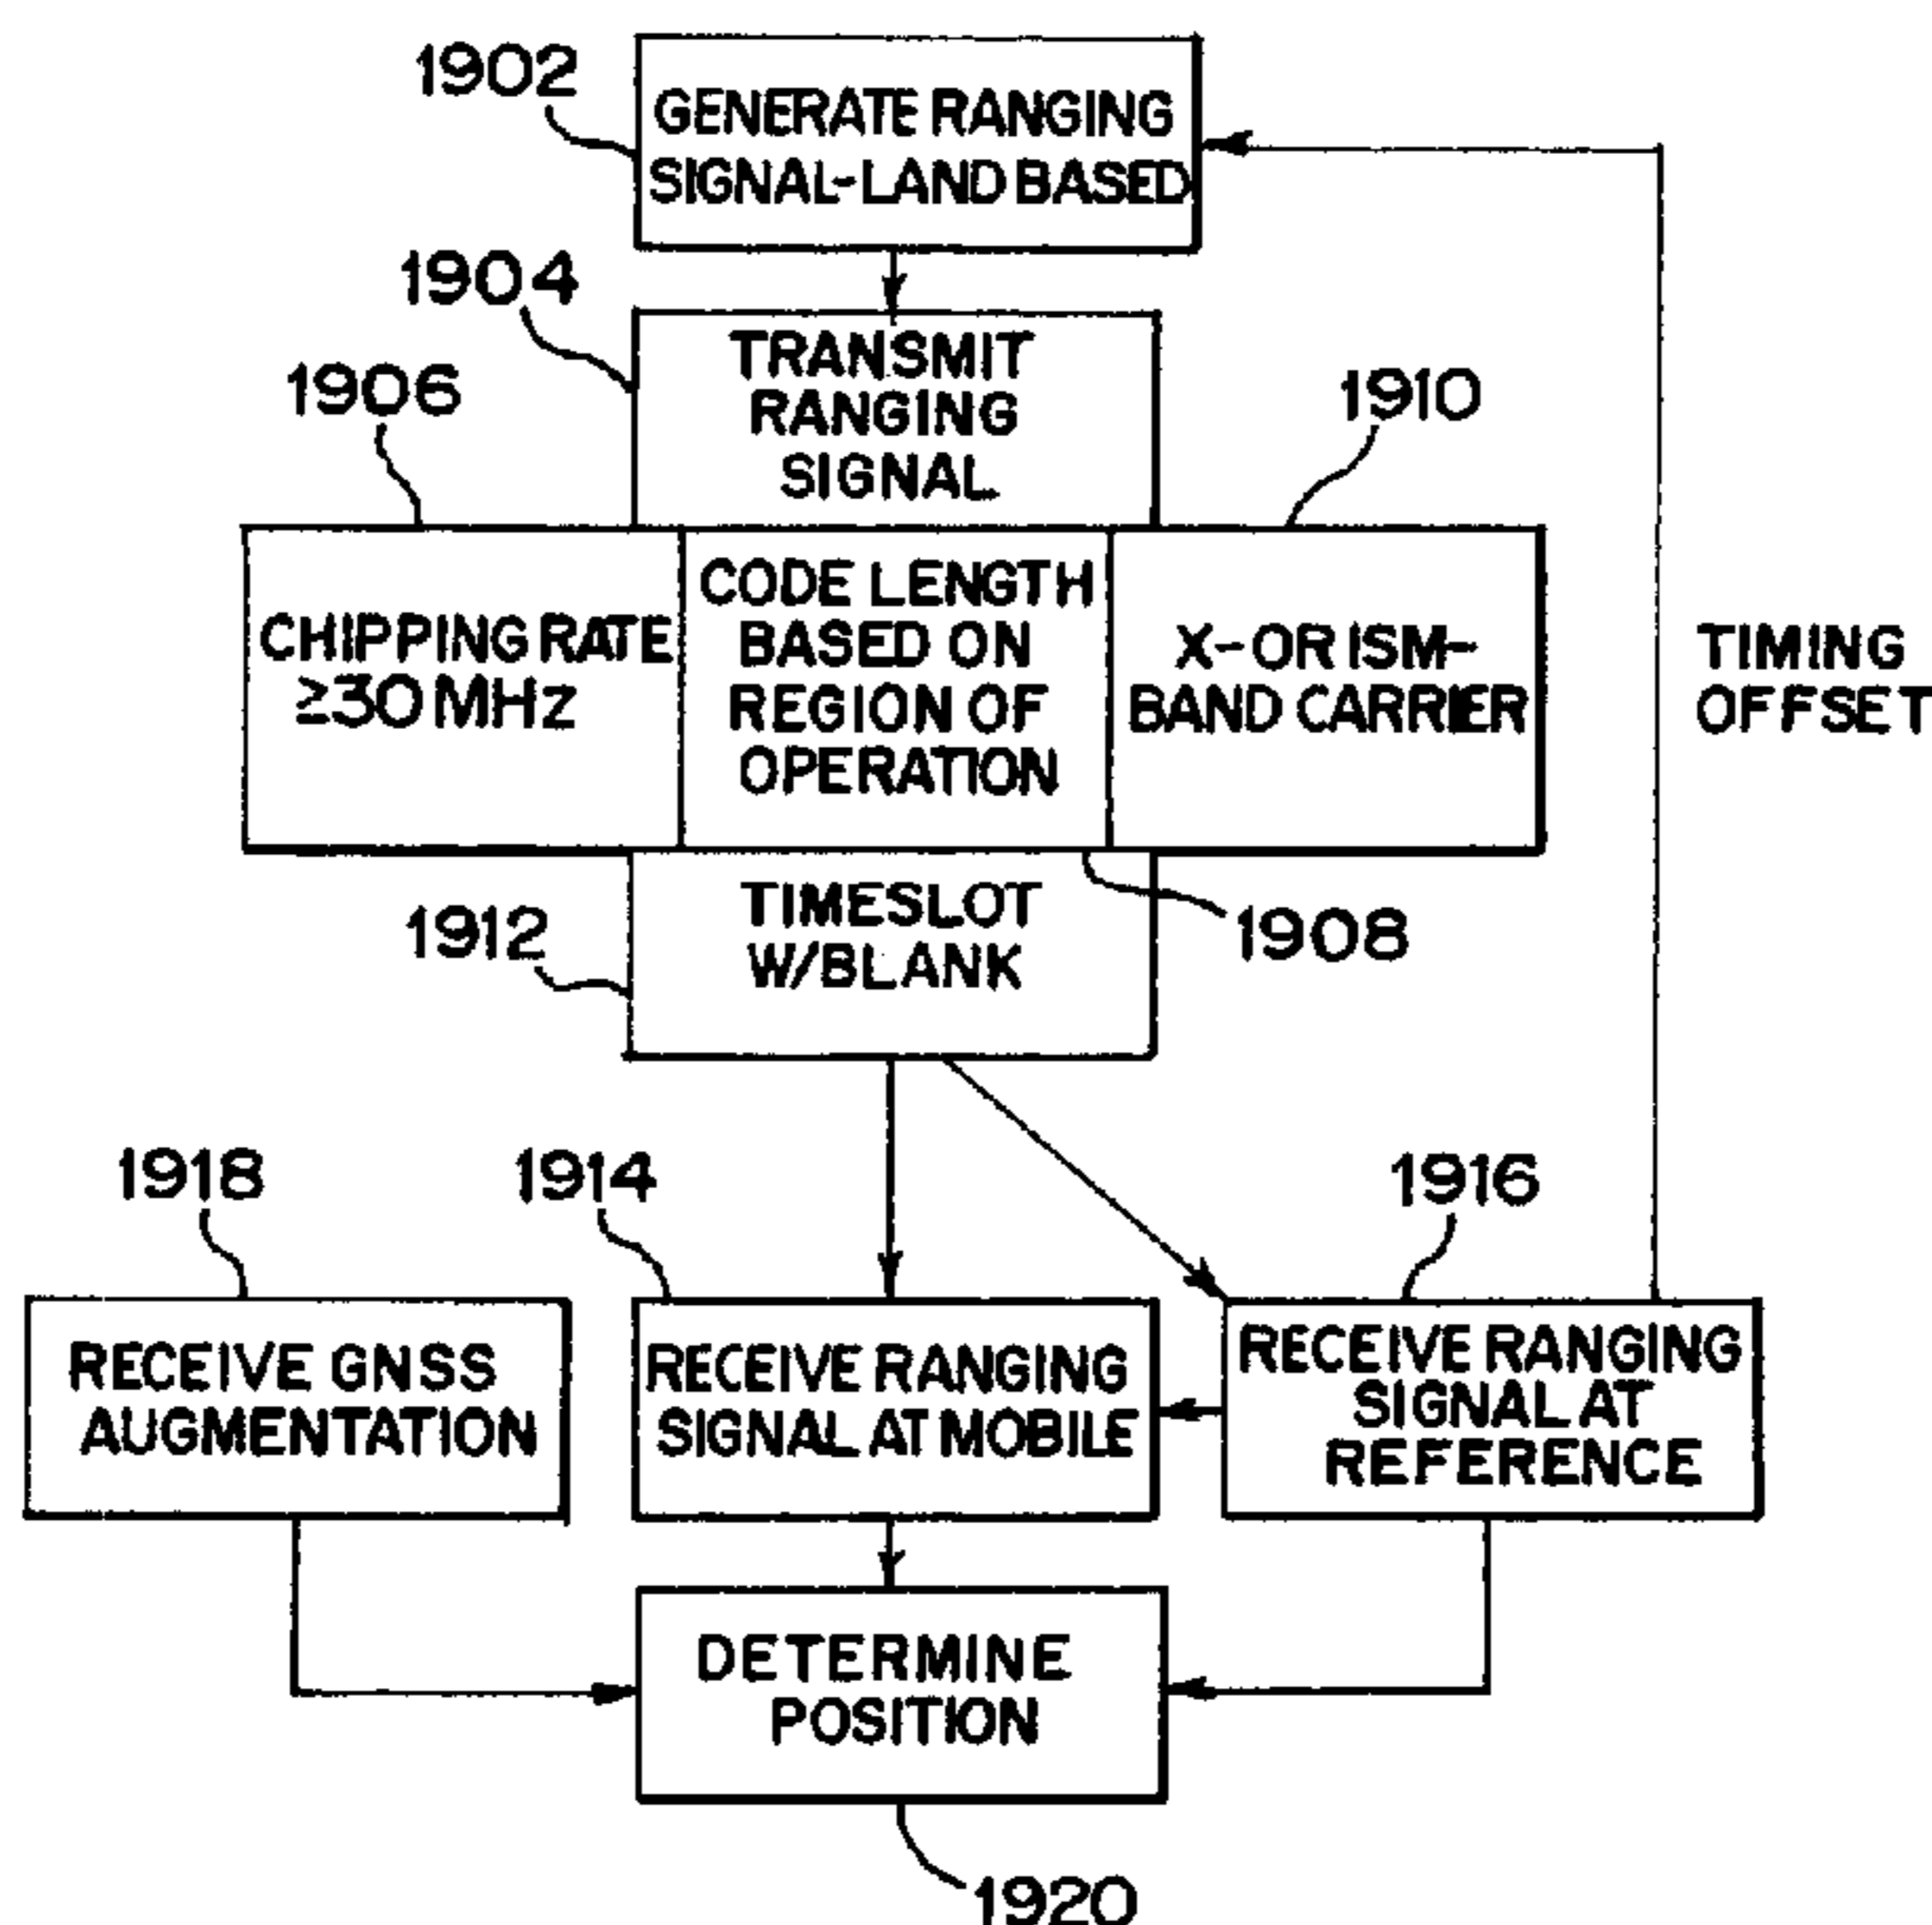 1902
GENERATE RANGING
SIGNAL-LAND BASED
1904
TRANSMIT
RANGING
SIGNAL
1906
1910
CHIPPING RATE
≥30 MHz
CODE LENGTH
BASED ON
REGION OF
OPERATION
X- OR ISM-
BAND CARRIER
TIMING
OFFSET
1912
TIMESLOT
W/BLANK
1908
1918
1914
1916
RECEIVE GNSS
AUGMENTATION
RECEIVE RANGING
SIGNAL AT MOBILE
RECEIVE RANGING
SIGNAL AT
REFERENCE
DETERMINE
POSITION
1920